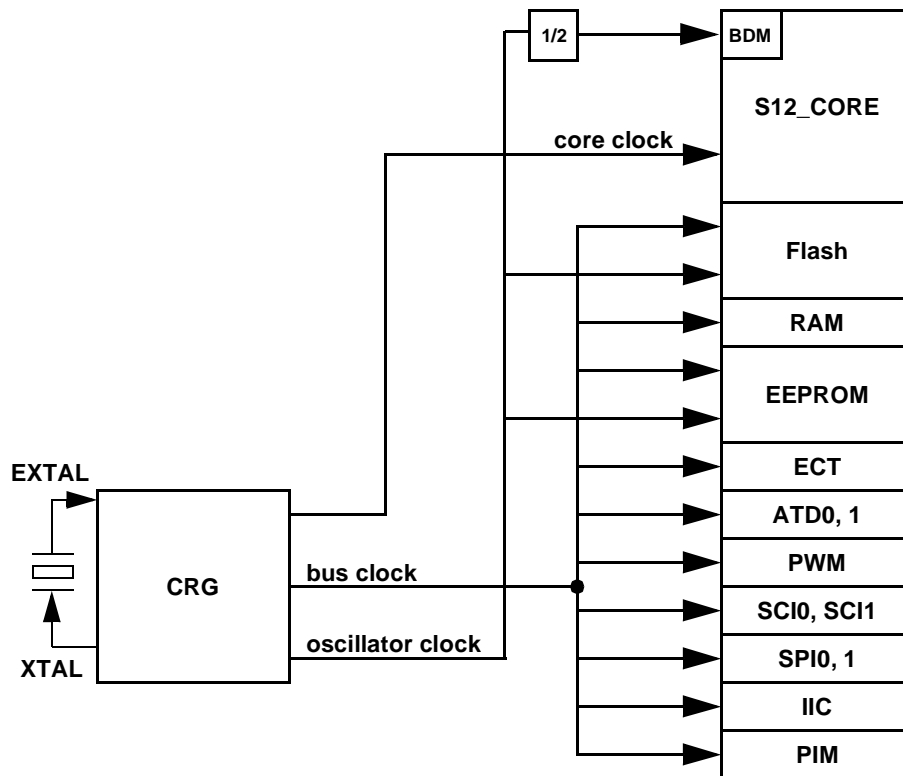 1/2
BDM
S12_CORE
core clock
Flash
RAM
EEPROM
ECT
EXTAL
ATD0, 1
PWM
bus clock
CRG
SCI0, SCI1
oscillator clock
SPI0, 1
XTAL
IIC
PIM